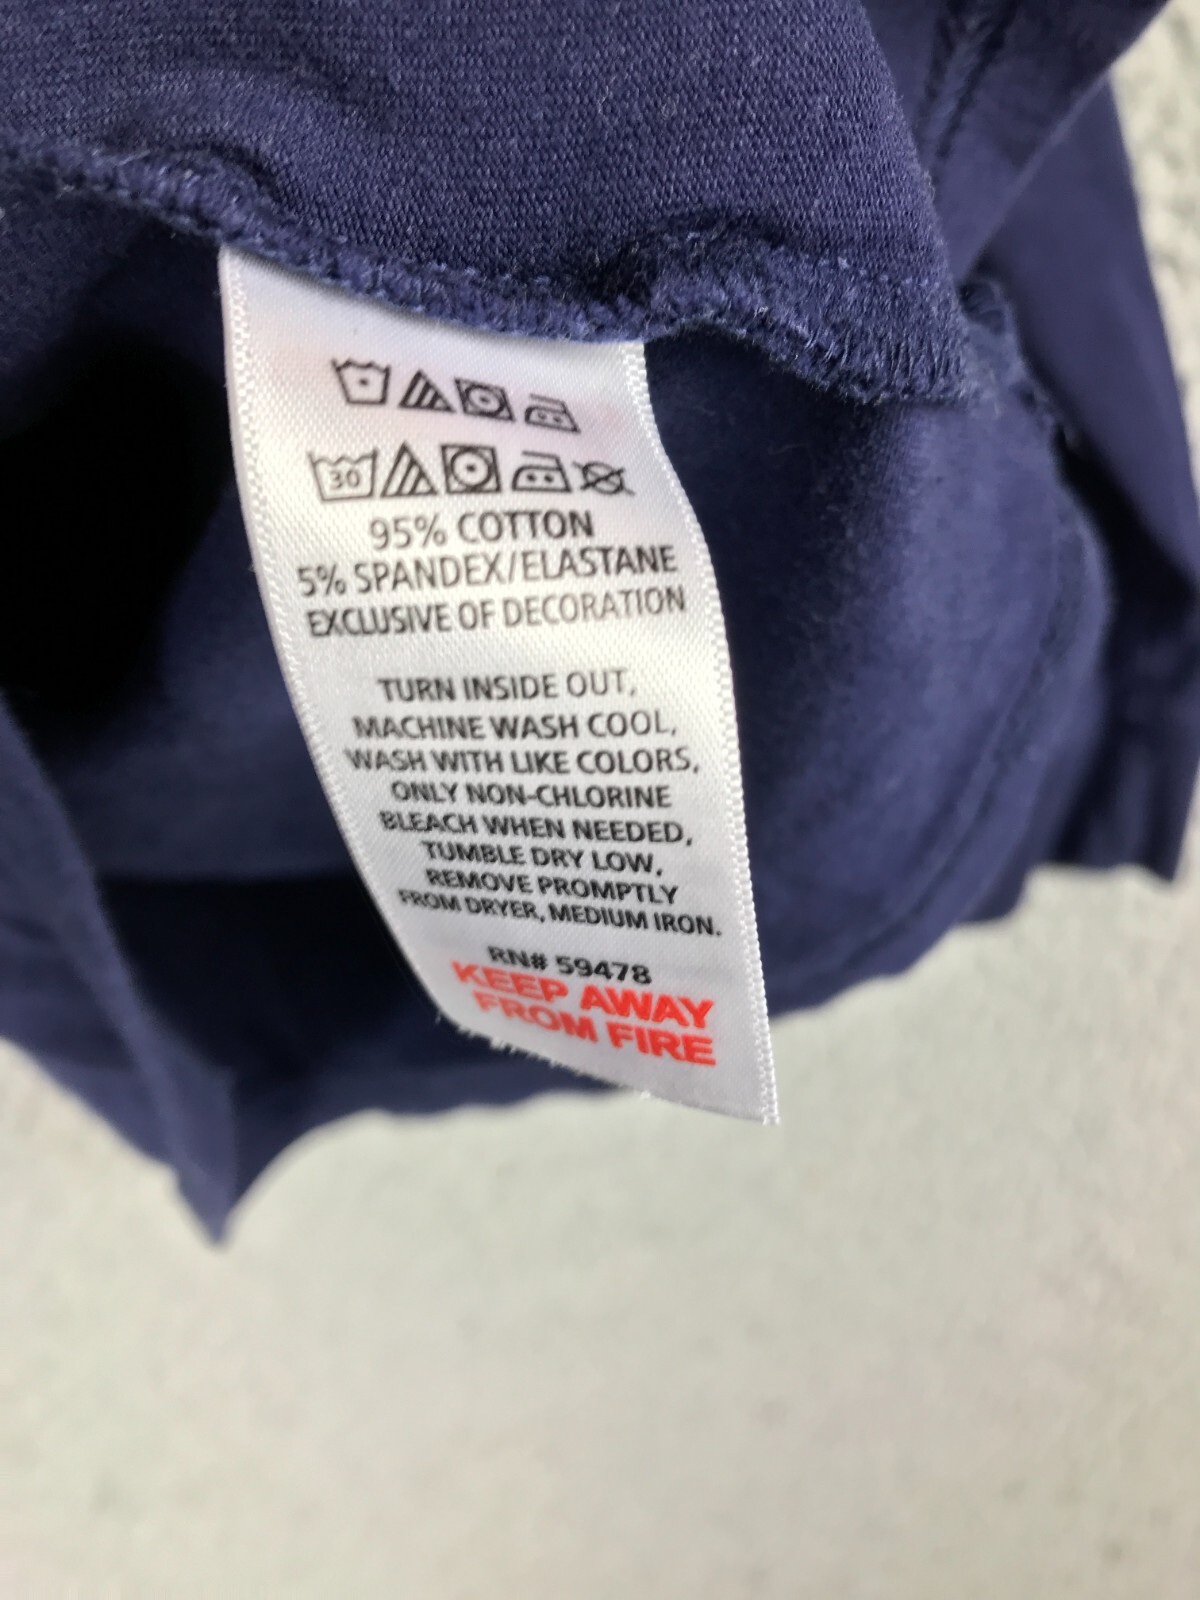 30
95% COTTON
5% SPANDEX/ELASTANE
EXCLUSIVE OF DECORATION
TURN INSIDE OUT,
MACHINE WASH COOL,
WASH WITH LIKE COLORS,
ONLY NON-CHLORINE
BLEACH WHEN NEEDED,
TUMBLE DRY LOW,
REMOVE PROMPTLY
FROM DRYER, MEDIUM IRON.
RN# 59478
KEEP AWAY
FROM FIRE